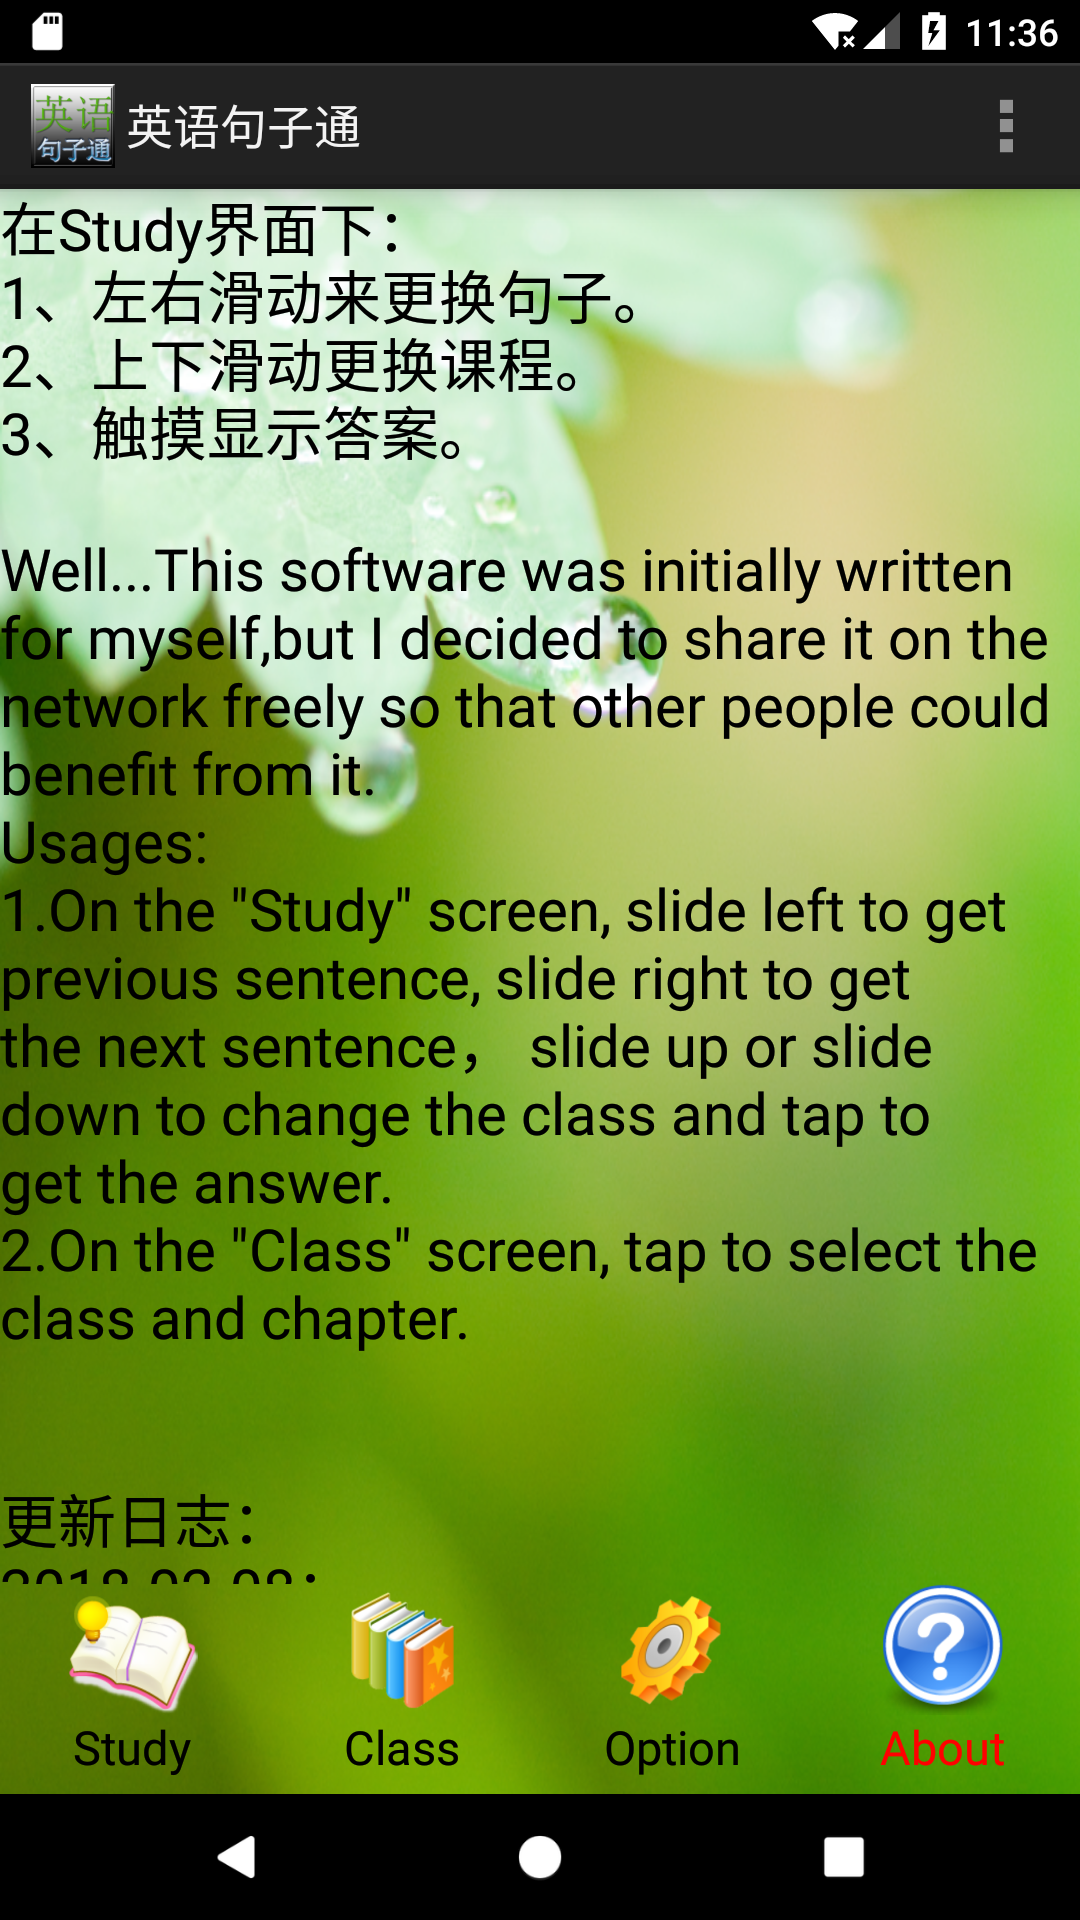 11:36
英语
句子通
英语句子通
在Study界面下：
1、左右滑动来更换句子。
2、上下滑动更换课程。
3、触摸显示答案。
Well...This software was initially written
for myself,but I decided to share it on the
network freely so that other people could
benefit from it.
Usages:
1.On the "Study" screen, slide left to get
previous sentence, slide right to get
the next sentence， slide up or slide
down to change the class and tap to
get the answer.
2.On the "Class" screen, tap to select the
class and chapter.
更新日志：
Study
Class
Option
About